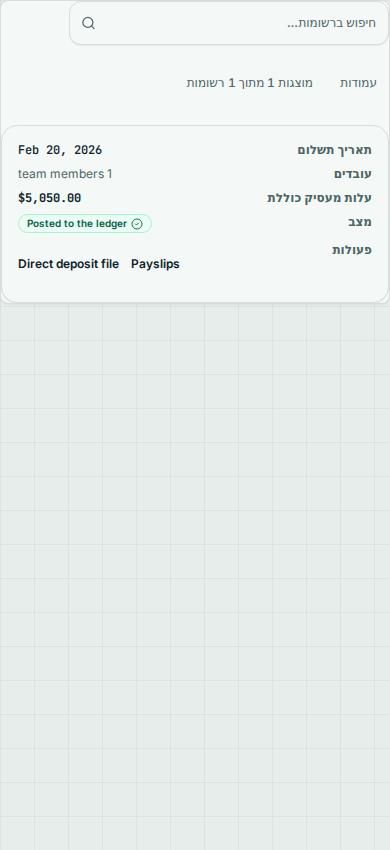 חיפוש ברשומות...
עמודות
מוצגות 1 מתוך 1 רשומות
תאריך תשלום
Feb 20, 2026
עובדים
team members 1
עלות מעסיק כוללת
$5,050.00
מצב
Posted to the ledger
פעולות
Direct deposit file
Payslips